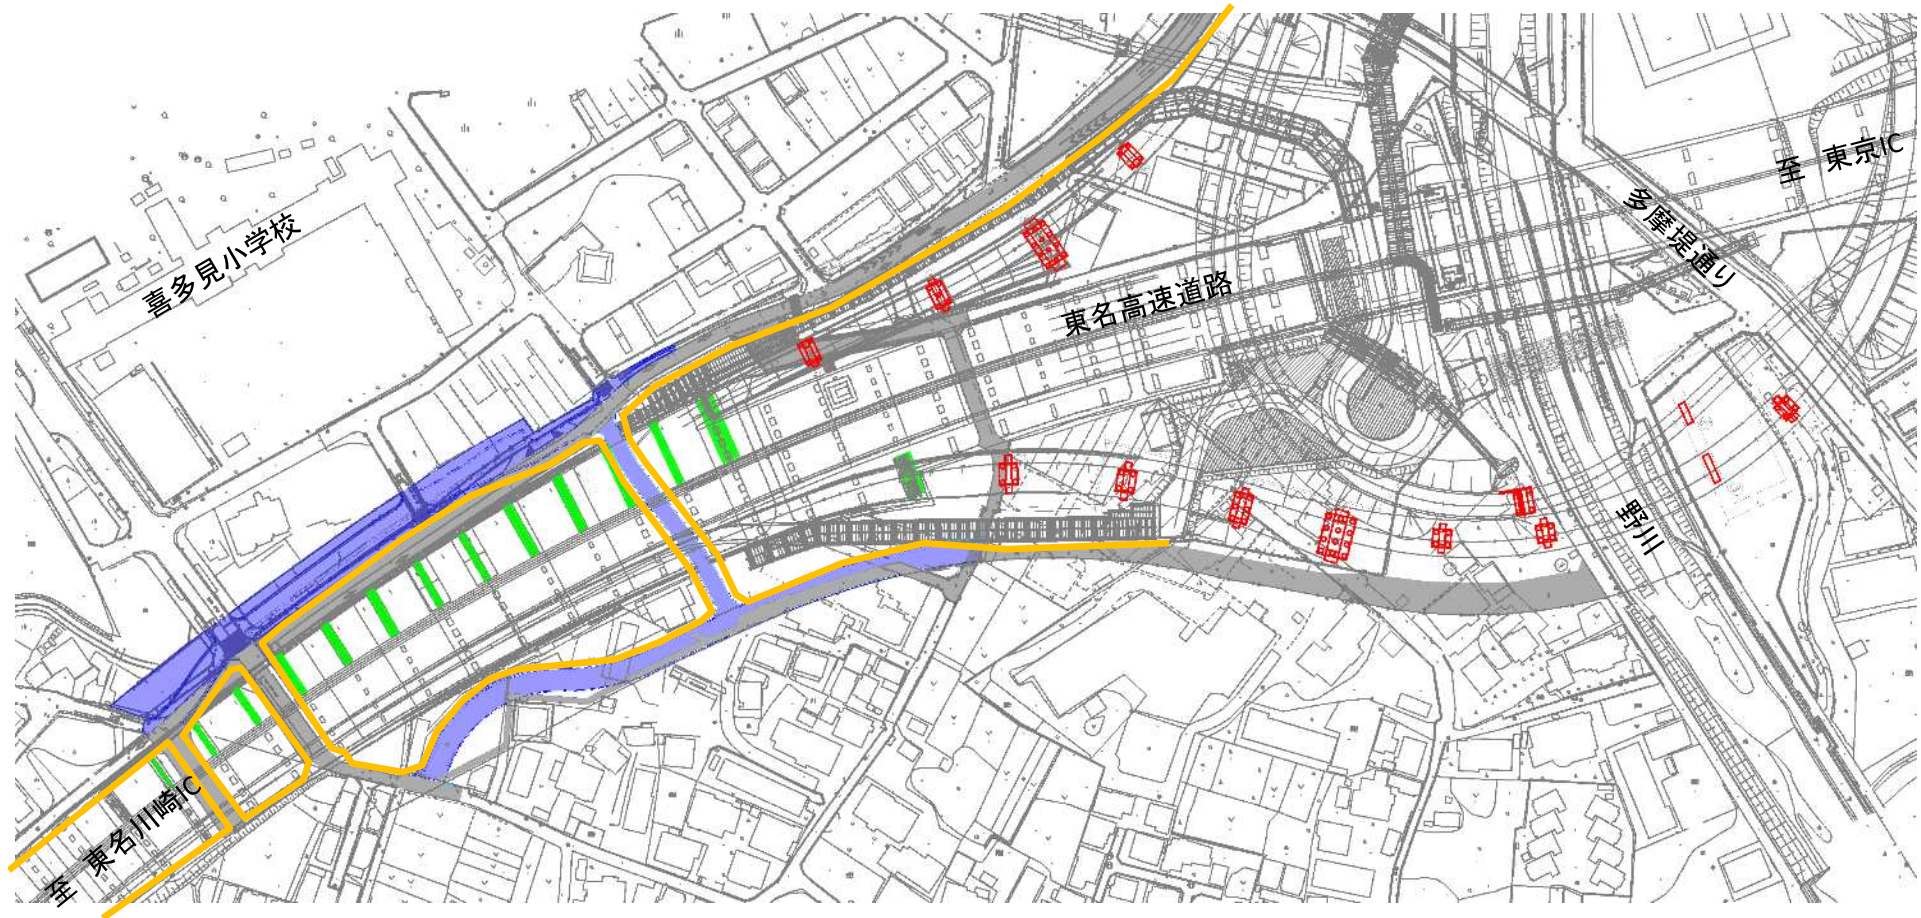 喜多見小学校
至 東京IC
多摩堤通り
東名高速道路
野川
至 東名川崎IC